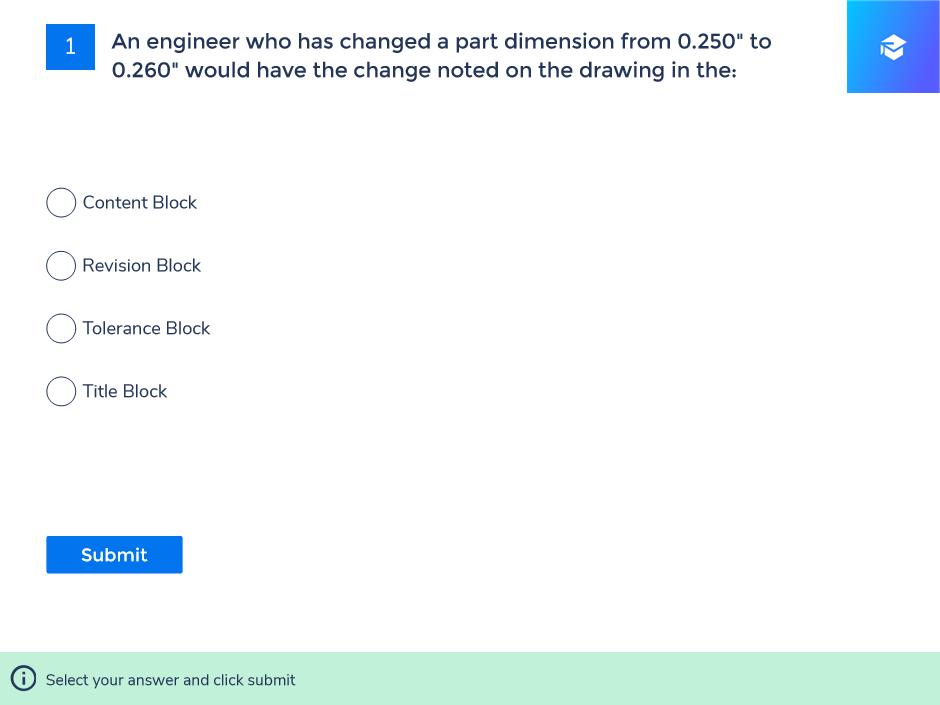 1
An engineer who has changed a part dimension from 0.250" to
0.260" would have the change noted on the drawing in the:
Content Block
Revision Block
Tolerance Block
Title Block
Submit
Select your answer and click submit